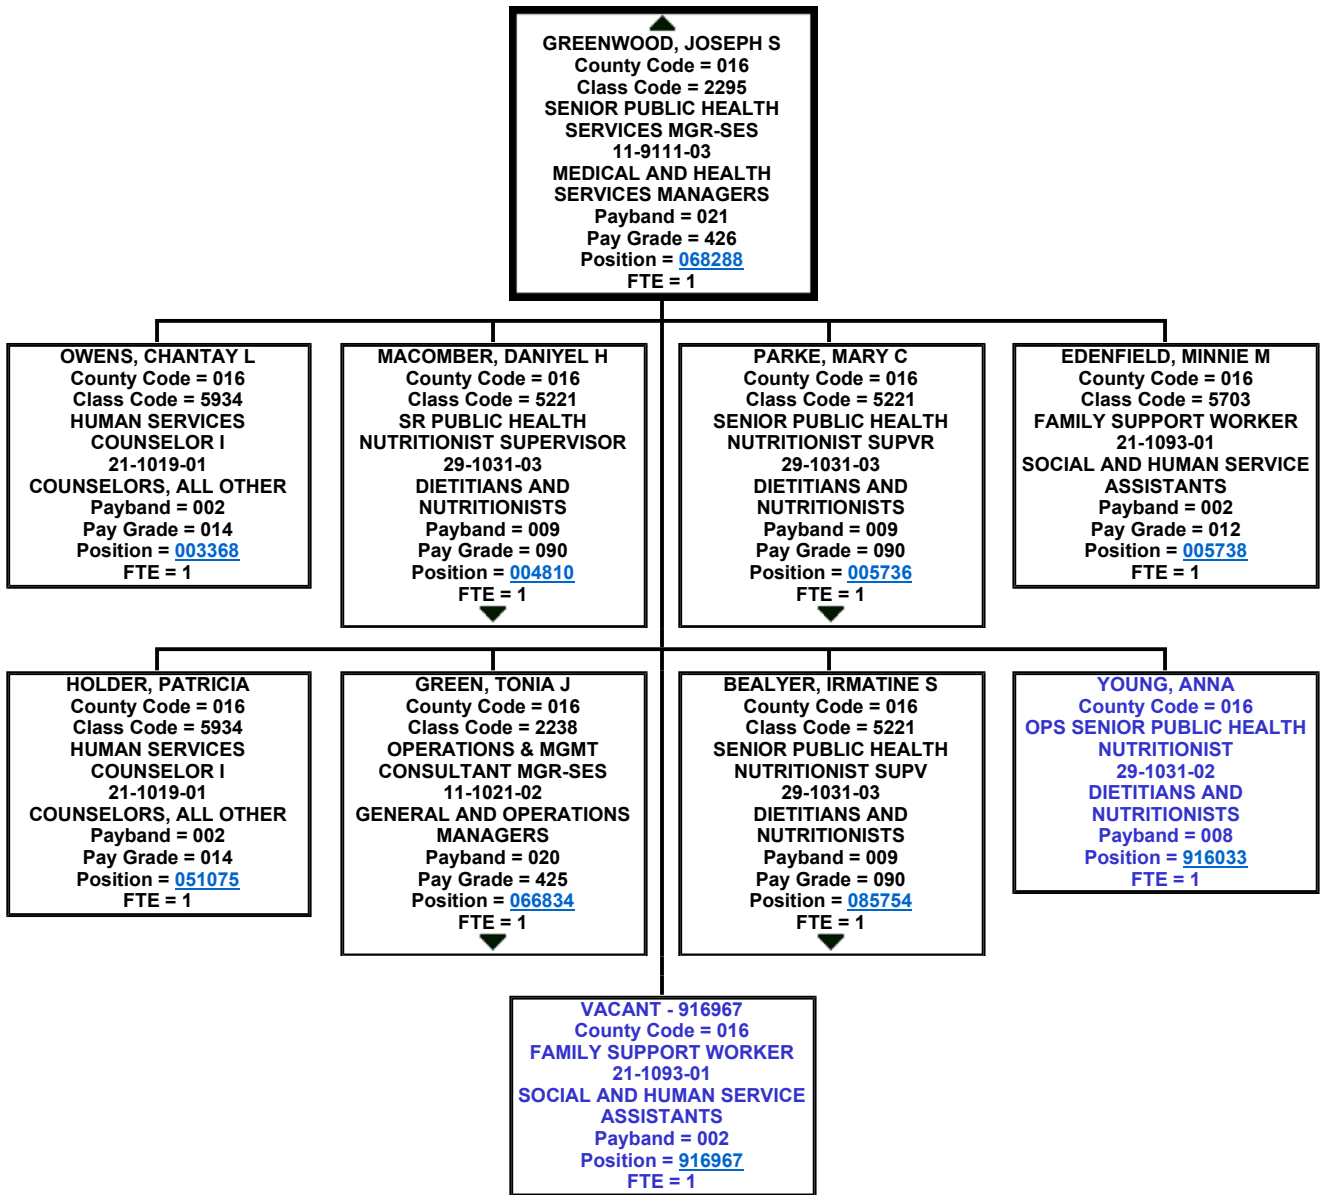 GREENWOOD, JOSEPH S
County Code = 016
Class Code = 2295
SENIOR PUBLIC HEALTH
SERVICES MGR-SES
11-9111-03
MEDICAL AND HEALTH
SERVICES MANAGERS
Payband = 021
Pay Grade = 426
Position = 068288
FTE = 1
OWENS, CHANTAY L
County Code = 016
Class Code = 5934
HUMAN SERVICES
COUNSELOR I
21-1019-01
COUNSELORS, ALL OTHER
Payband = 002
Pay Grade = 014
Position = 003368
FTE = 1
MACOMBER, DANIYEL H
County Code = 016
Class Code = 5221
SR PUBLIC HEALTH
NUTRITIONIST SUPERVISOR
29-1031-03
DIETITIANS AND
NUTRITIONISTS
Payband = 009
Pay Grade = 090
Position = 004810
FTE = 1
PARKE, MARY C
County Code = 016
Class Code = 5221
SENIOR PUBLIC HEALTH
NUTRITIONIST SUPVR
29-1031-03
DIETITIANS AND
NUTRITIONISTS
Payband = 009
Pay Grade = 090
Position = 005736
FTE = 1
EDENFIELD, MINNIE M
County Code = 016
Class Code = 5703
FAMILY SUPPORT WORKER
21-1093-01
SOCIAL AND HUMAN SERVICE
ASSISTANTS
Payband = 002
Pay Grade = 012
Position = 005738
FTE = 1
HOLDER, PATRICIA
County Code = 016
Class Code = 5934
HUMAN SERVICES
COUNSELOR I
21-1019-01
COUNSELORS, ALL OTHER
Payband = 002
Pay Grade = 014
Position = 051075
FTE = 1
GREEN, TONIA J
County Code = 016
Class Code = 2238
OPERATIONS & MGMT
CONSULTANT MGR-SES
11-1021-02
GENERAL AND OPERATIONS
MANAGERS
Payband = 020
Pay Grade = 425
Position = 066834
FTE = 1
BEALYER, IRMATINE S
County Code = 016
Class Code = 5221
SENIOR PUBLIC HEALTH
NUTRITIONIST SUPV
29-1031-03
DIETITIANS AND
NUTRITIONISTS
Payband = 009
Pay Grade = 090
Position = 085754
FTE = 1
YOUNG, ANNA
County Code = 016
OPS SENIOR PUBLIC HEALTH
NUTRITIONIST
29-1031-02
DIETITIANS AND
NUTRITIONISTS
Payband = 008
Position = 916033
FTE = 1
VACANT - 916967
County Code = 016
FAMILY SUPPORT WORKER
21-1093-01
SOCIAL AND HUMAN SERVICE
ASSISTANTS
Payband = 002
Position = 916967
FTE = 1